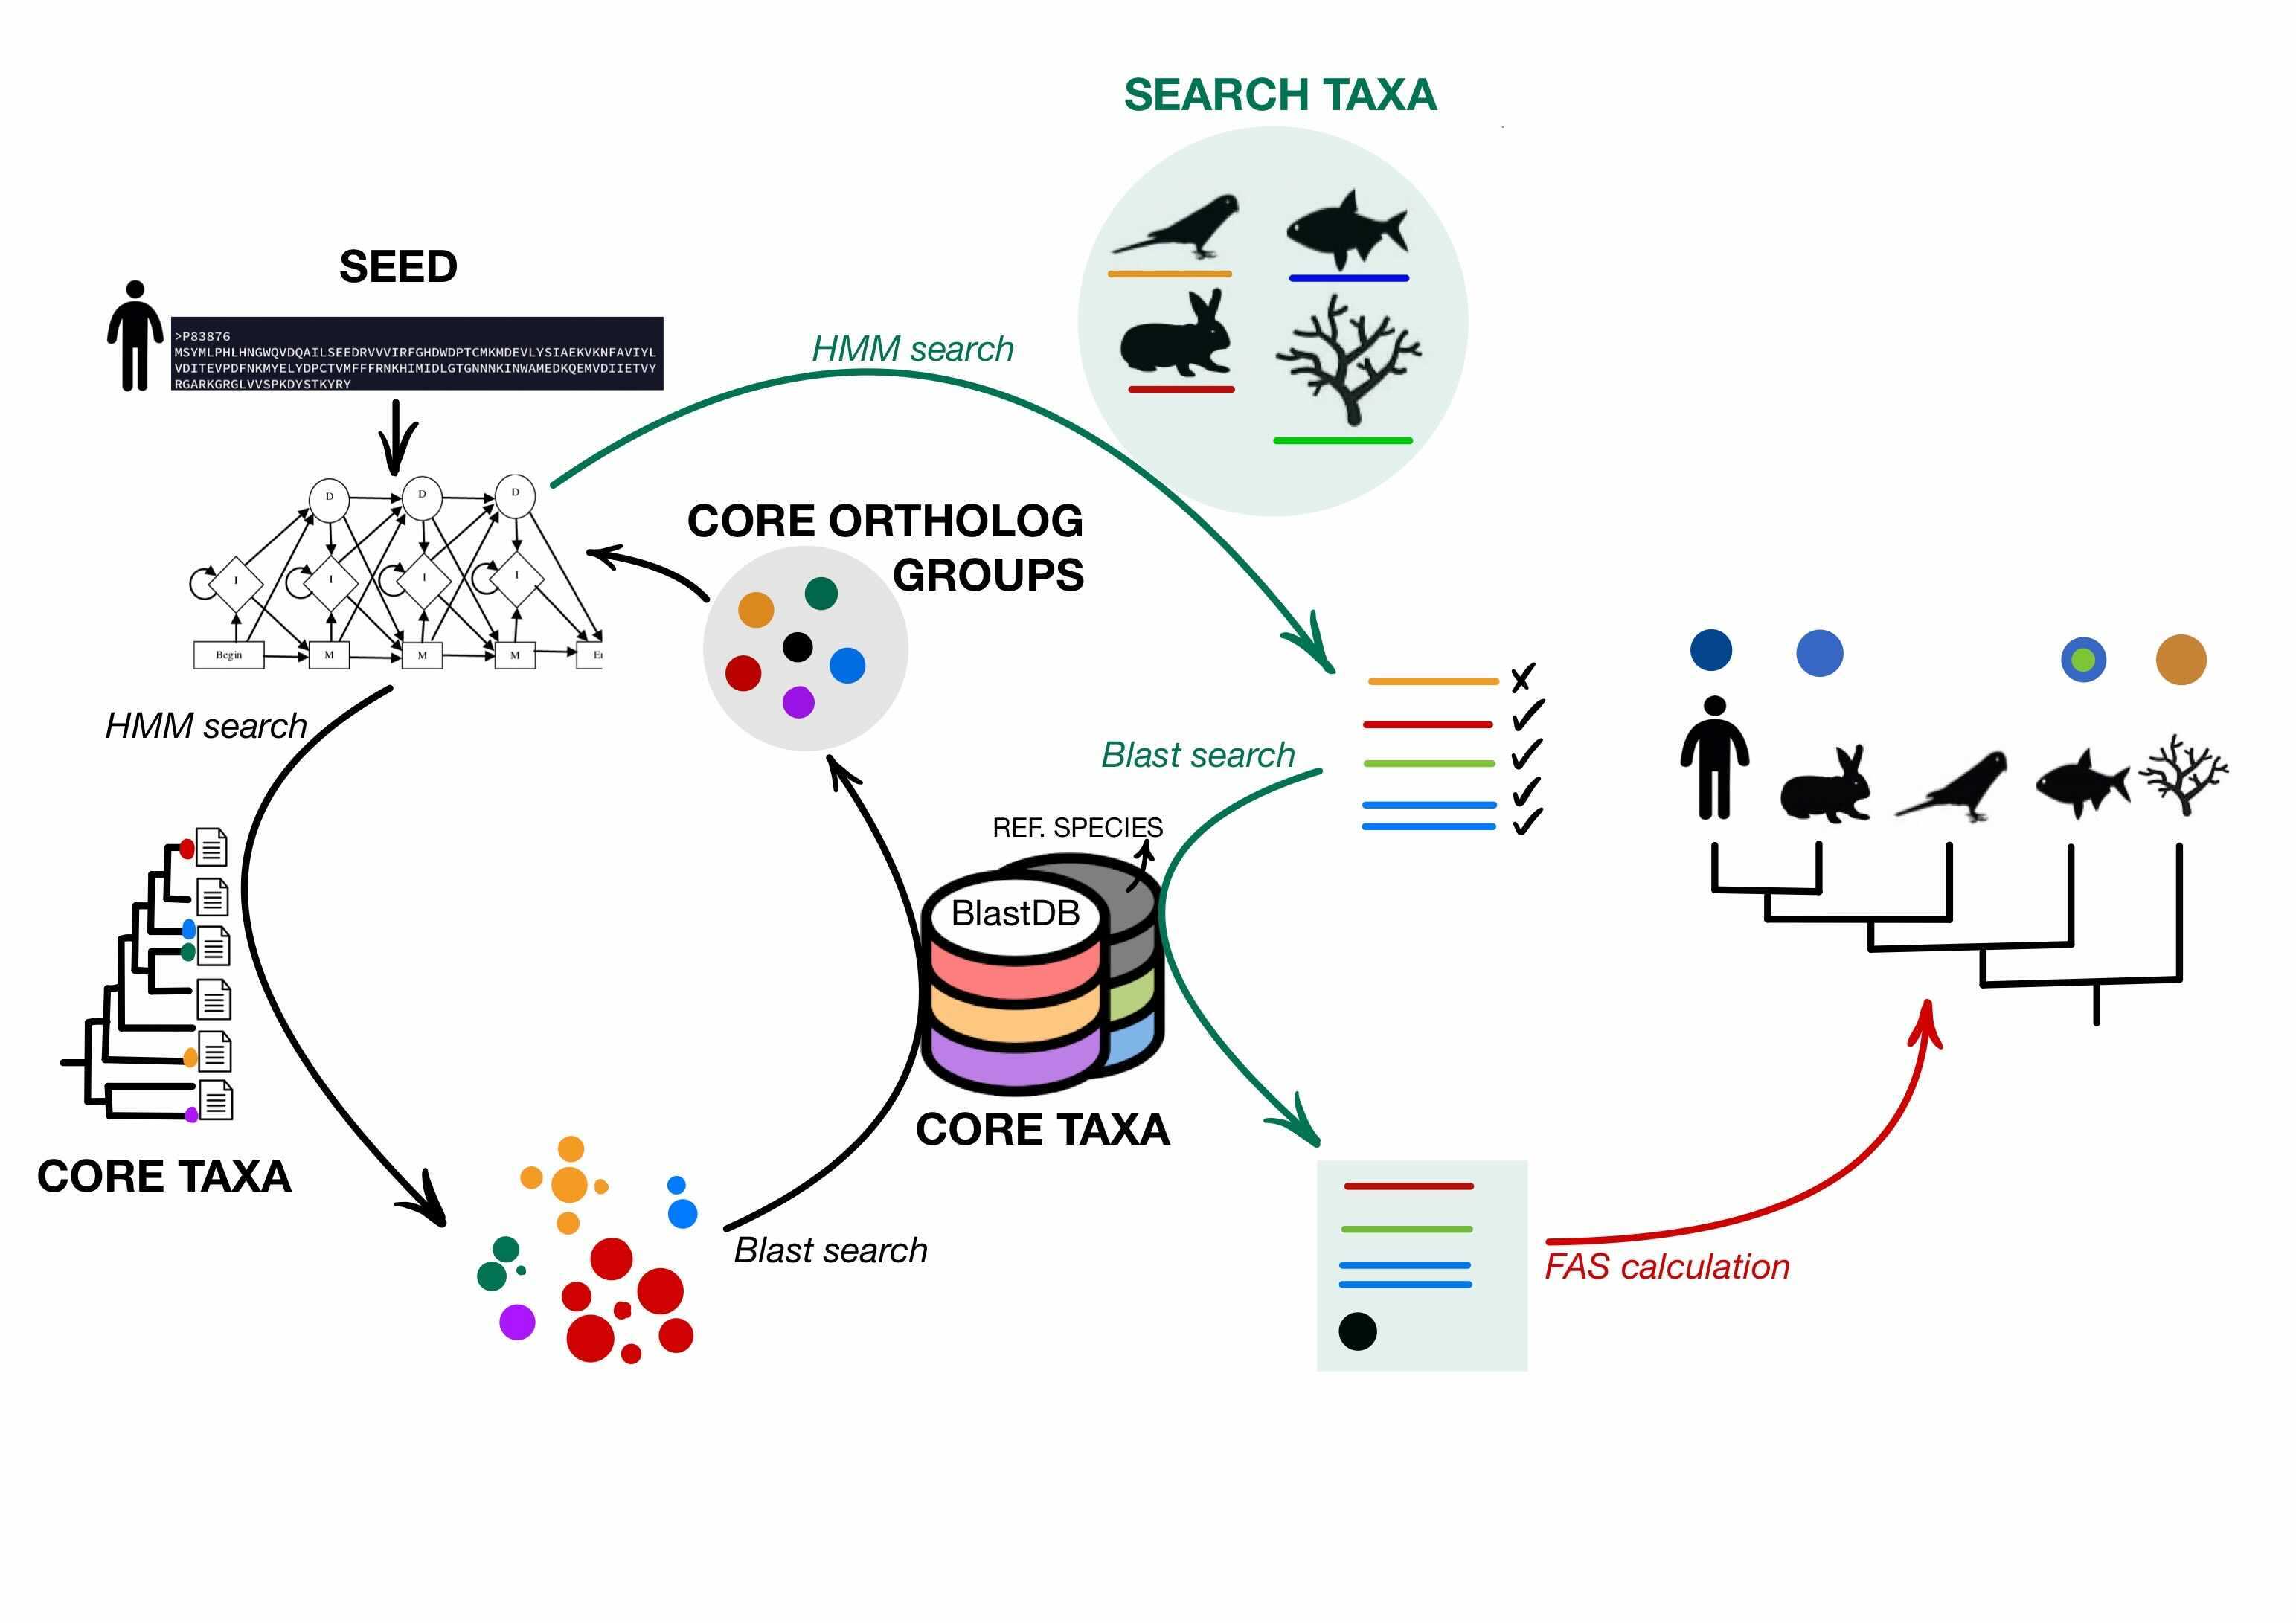 SEARCH TAXA
SEED
>P83876
MSYMLPHLHNGWQVDQAILSEEDRVVVIRFGHDWDPTCMKMDEVLYSIAEKVKNFAVIYL
VDITEVPDFNKMYELYDPCTVMFFFRNKHIMIDLGTGNNNKINWAMEDKQEMVDIIETVY
RGARKGRGLVVSPKDYSTKYRY
HMM search
D D D
I I I I
Begin M M M
CORE ORTHOLOG
GROUPS
HMM search
Blast search
REF. SPECIES
BlastDB
CORE TAXA
CORE TAXA
Blast search
FAS calculation